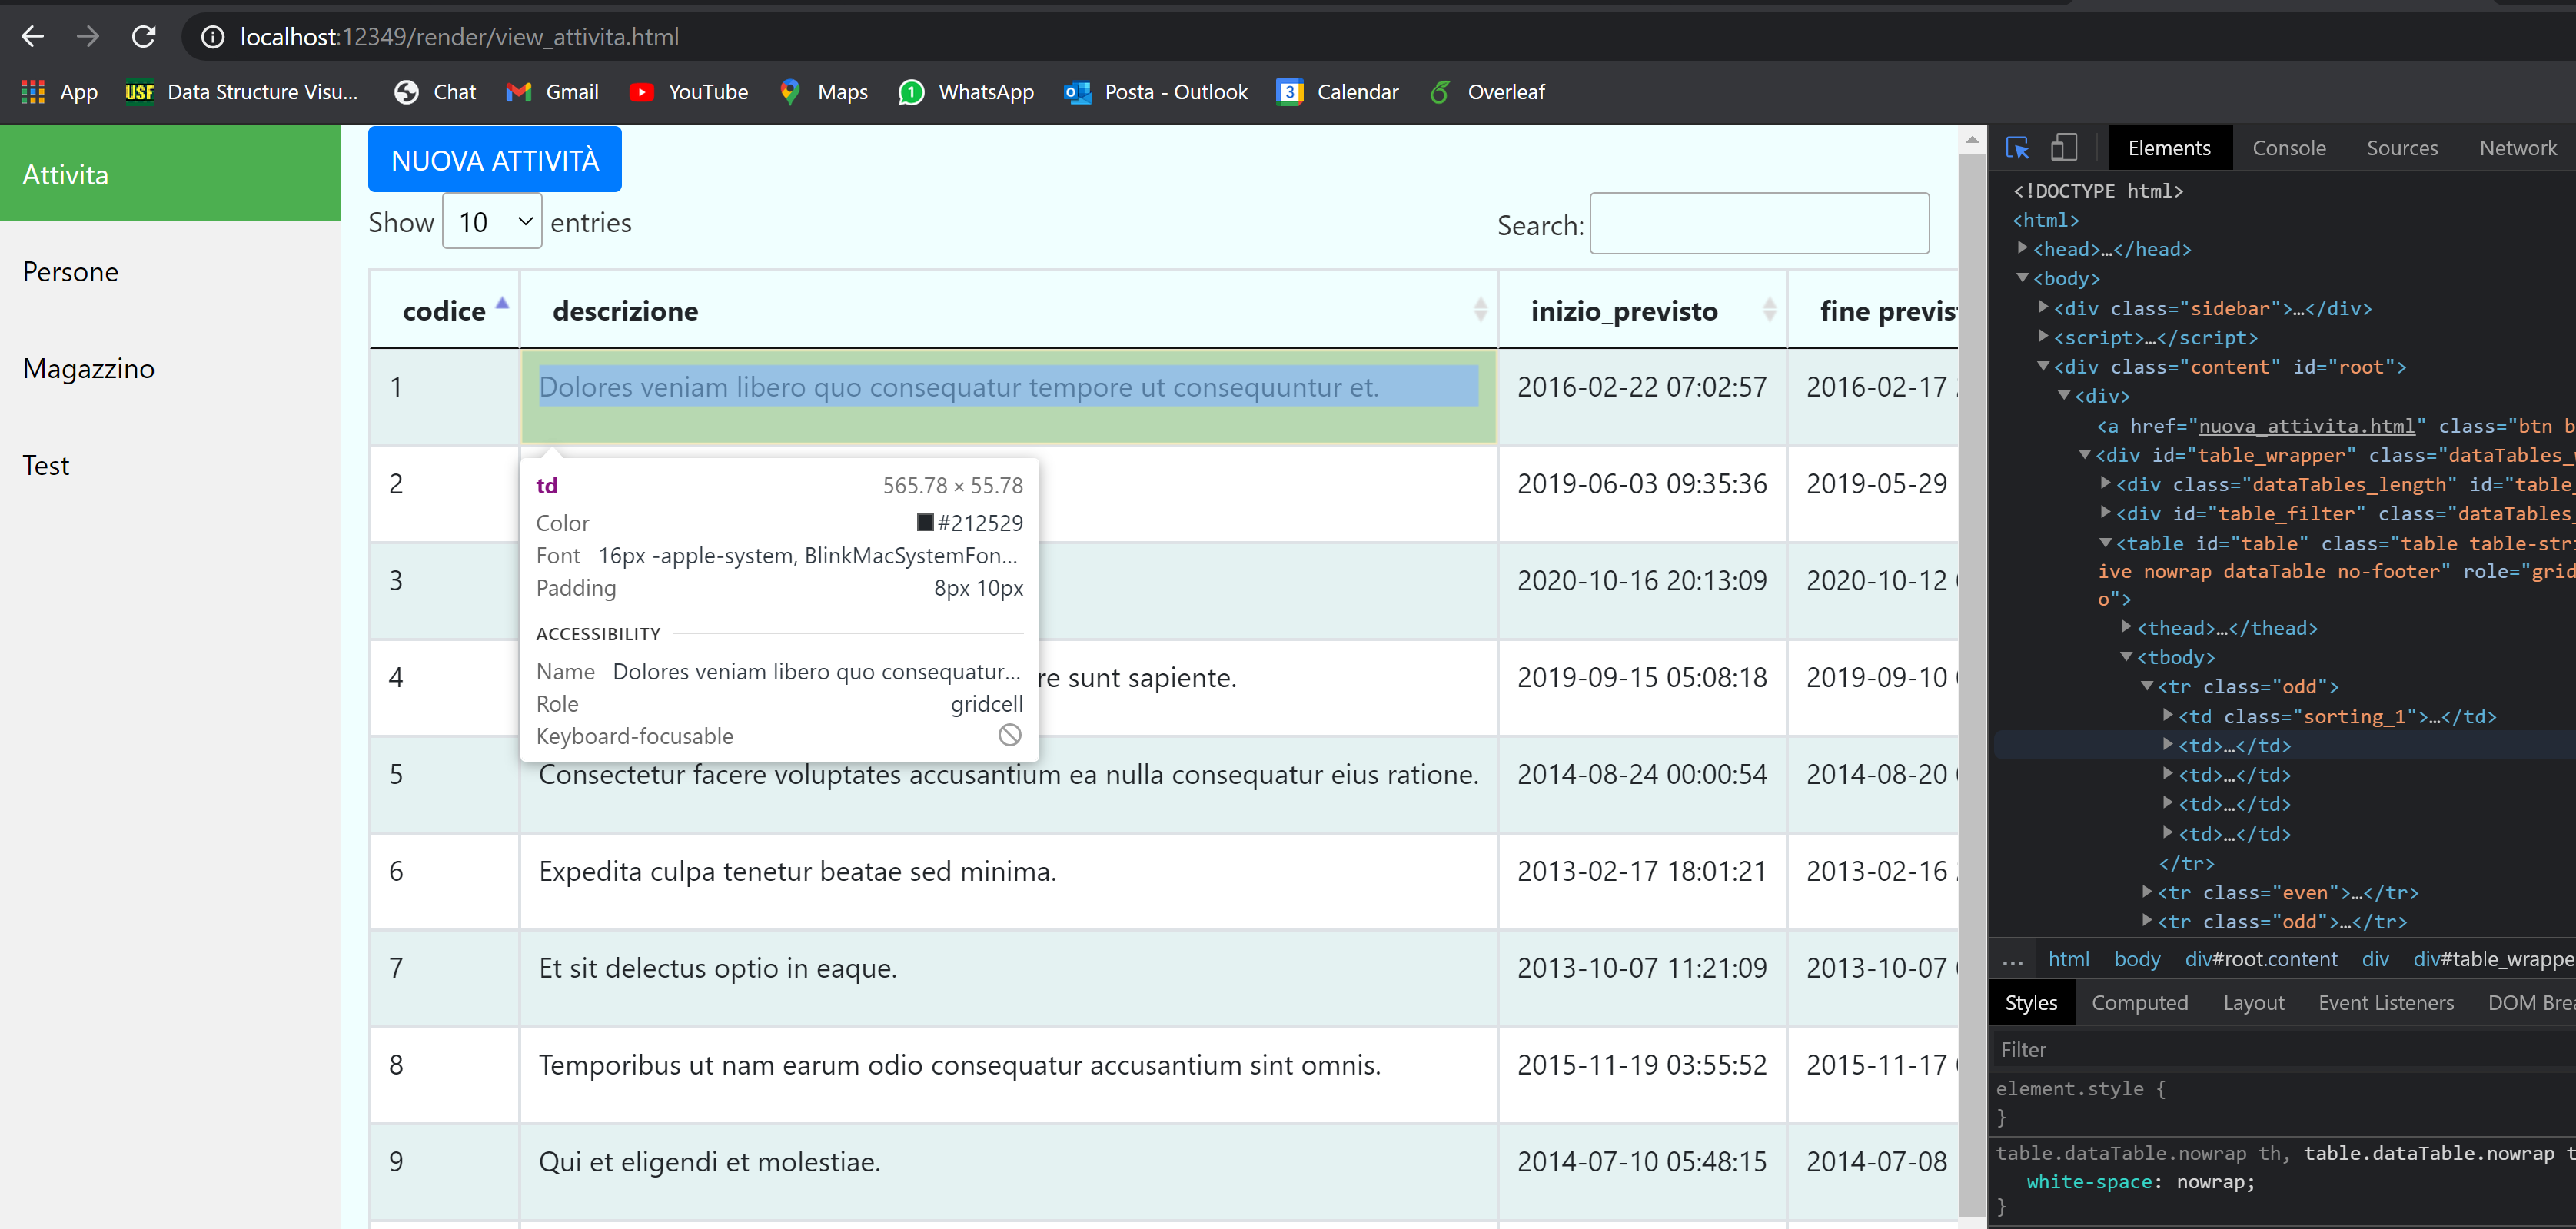 localhost:12349/render/view_attivita.html
App Data Structure Visu... Chat Gmail YouTube Maps WhatsApp Posta - Outlook Calendar Overleaf
Attivita
Persone
Magazzino
Test
NUOVA ATTIVITÀ
Show 10 entries
Search:
codice descrizione inizio_previsto fine previs
1 Dolores veniam libero quo consequatur tempore ut consequuntur et. 2016-02-22 07:02:57 2016-02-17
2 2019-06-03 09:35:36 2019-05-29
3 2020-10-16 20:13:09 2020-10-12
4 re sunt sapiente. 2019-09-15 05:08:18 2019-09-10
5 Consectetur facere voluptates accusantium ea nulla consequatur eius ratione. 2014-08-24 00:00:54 2014-08-20
6 Expedita culpa tenetur beatae sed minima. 2013-02-17 18:01:21 2013-02-16
7 Et sit delectus optio in eaque. 2013-10-07 11:21:09 2013-10-07
8 Temporibus ut nam earum odio consequatur accusantium sint omnis. 2015-11-19 03:55:52 2015-11-17
9 Qui et eligendi et molestiae. 2014-07-10 05:48:15 2014-07-08
td 565.78 × 55.78
Color #212529
Font 16px -apple-system, BlinkMacSystemFon...
Padding 8px 10px
ACCESSIBILITY
Name Dolores veniam libero quo consequatur...
Role gridcell
Keyboard-focusable
Elements Console Sources Network
<!DOCTYPE html>
<html>
<head>…</head>
<body>
<div class="sidebar">…</div>
<script>…</script>
<div class="content" id="root">
<div>
<a href="nuova_attivita.html" class="btn b
<div id="table_wrapper" class="dataTables_
<div class="dataTables_length" id="table_
<div id="table_filter" class="dataTables_
<table id="table" class="table table-stri
ive nowrap dataTable no-footer" role="grid
o">
<thead>…</thead>
<tbody>
<tr class="odd">
<td class="sorting_1">…</td>
<td>…</td>
<td>…</td>
<td>…</td>
<td>…</td>
</tr>
<tr class="even">…</tr>
<tr class="odd">…</tr>
... html body div#root.content div div#table_wrappe
Styles Computed Layout Event Listeners DOM Brea
Filter
element.style {
}
table.dataTable.nowrap th, table.dataTable.nowrap t
white-space: nowrap;
}